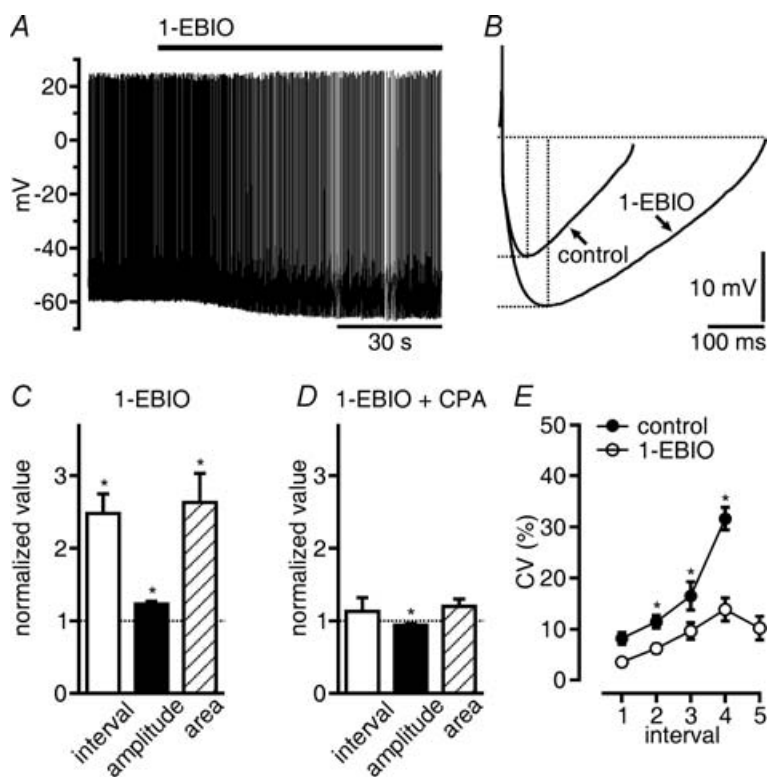 A
1-EBIO
mV
20
0
-20
-40
-60
30 s
B
1-EBIO
control
10 mV
100 ms
C
1-EBIO
normalized value
3
2
1
0
*
*
*
interval
amplitude
area
D
1-EBIO + CPA
normalized value
3
2
1
0
*
interval
amplitude
area
E
control
1-EBIO
CV (%)
50
40
30
20
10
0
*
*
*
1 2 3 4 5
interval